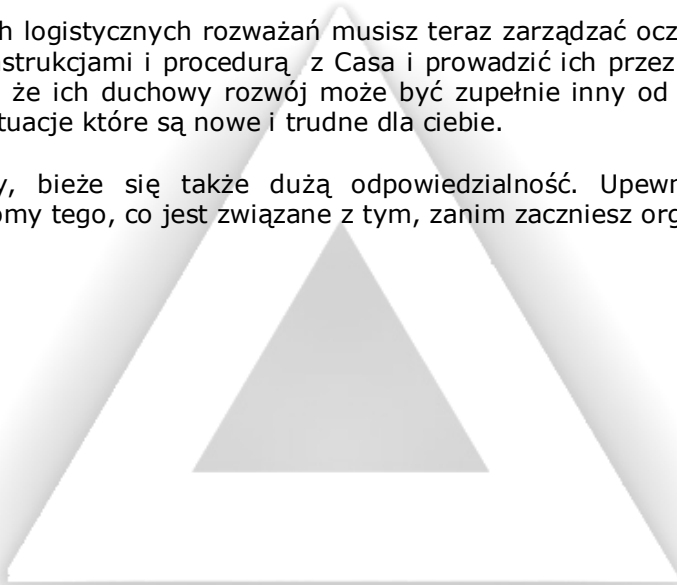 h logistycznych rozważań musisz teraz zarządzać ocz
nstrukcjami i procedurą z Casa i prowadzić ich przez
że ich duchowy rozwój może być zupełnie inny od
tuacje które są nowe i trudne dla ciebie.
y, bieże się także dużą odpowiedzialność. Upewr
omy tego, co jest związane z tym, zanim zaczniesz org